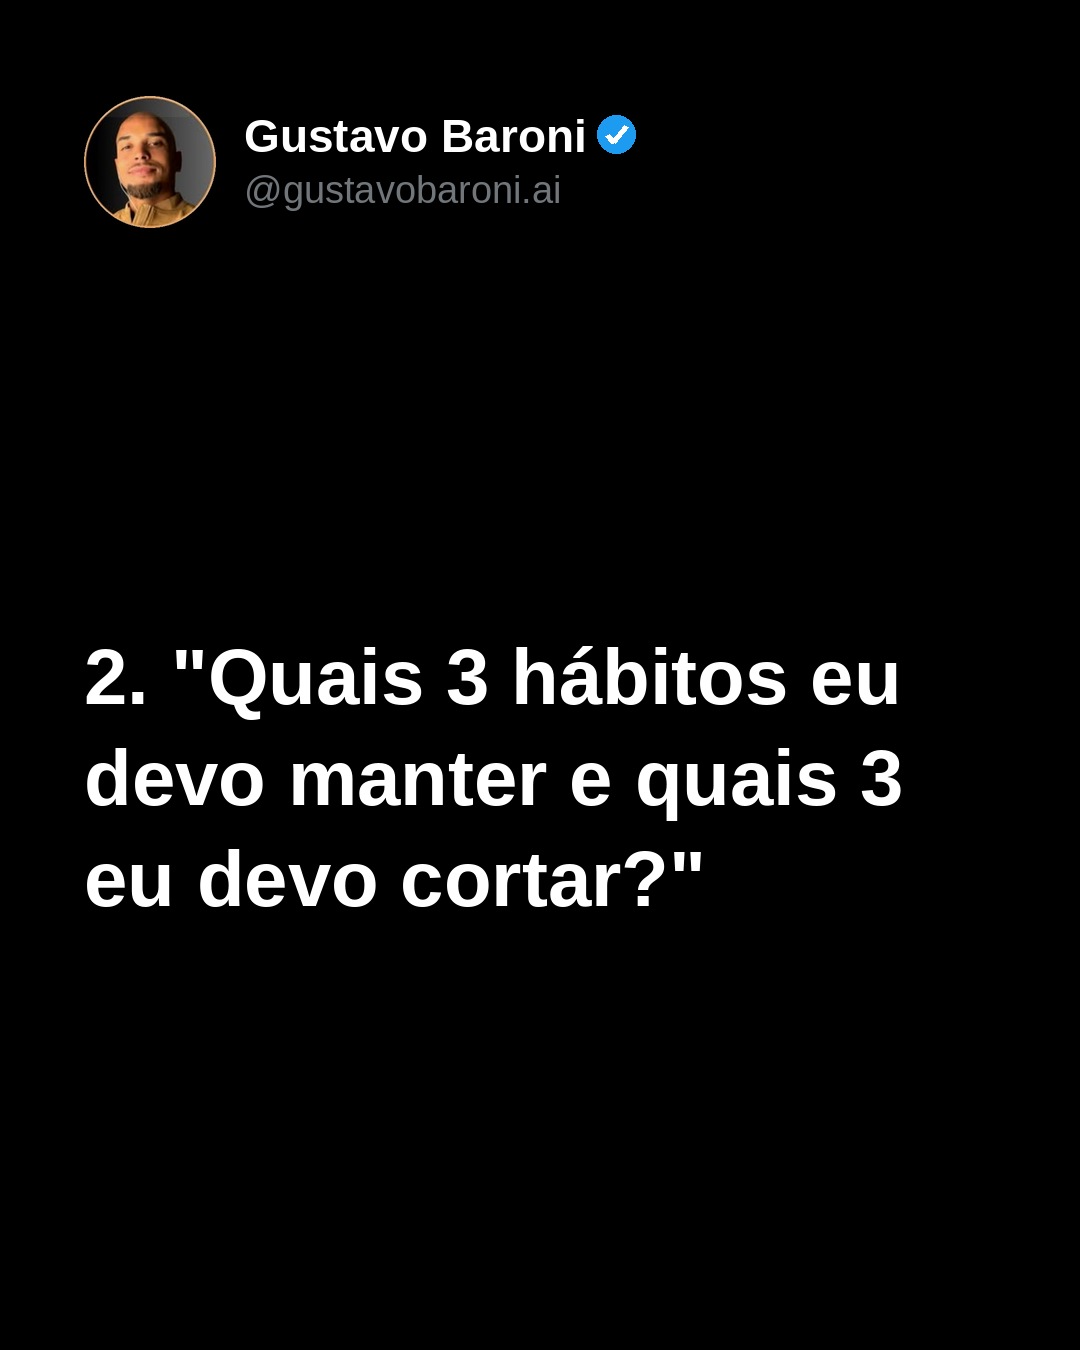 Gustavo Baroni
@gustavobaroni.ai
2. "Quais 3 hábitos eu
devo manter e quais 3
eu devo cortar?"